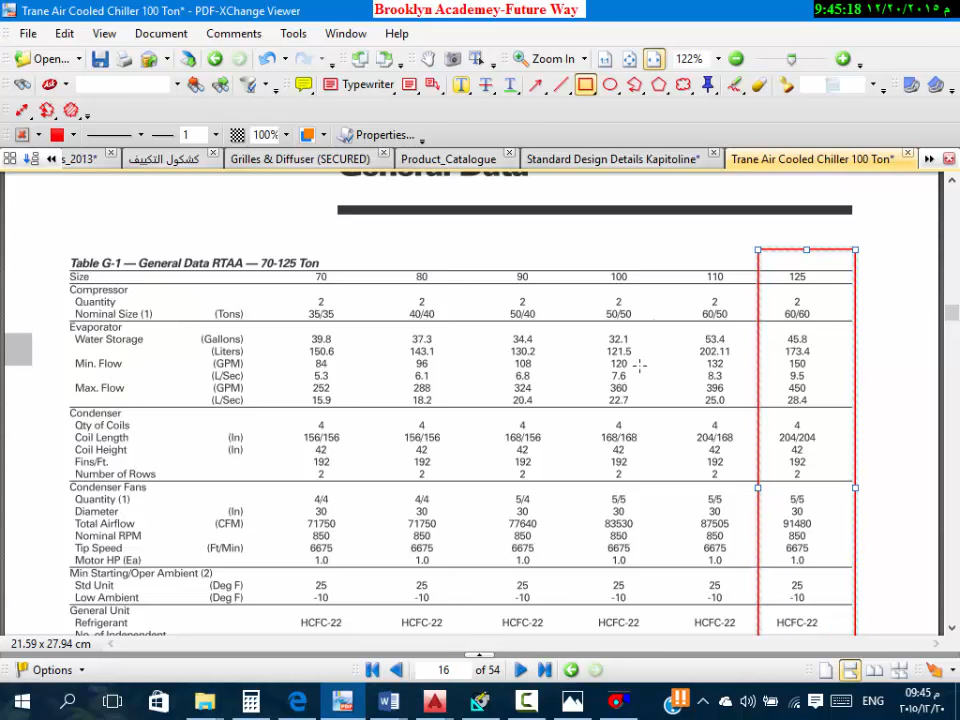 Trane Air Cooled Chiller 100 Ton* - PDF-XChange Viewer
Brooklyn Academey-Future Way
9:45:18 م ١٢/٢٠/٢٠١٥
File Edit View Document Comments Tools Window Help
Open... Zoom In 122%
Typewriter
1 100% Properties...
s_2013* كشكول التكييف Grilles & Diffuser (SECURED) Product_Catalogue Standard Design Details Kapitoline* Trane Air Cooled Chiller 100 Ton*
General Data
Table G-1 — General Data RTAA — 70-125 Ton
Size 70 80 90 100 110 125
Compressor
Quantity 2 2 2 2 2 2
Nominal Size (1) (Tons) 35/35 40/40 50/40 50/50 60/50 60/60
Evaporator
Water Storage (Gallons) 39.8 37.3 34.4 32.1 53.4 45.8
(Liters) 150.6 143.1 130.2 121.5 202.11 173.4
Min. Flow (GPM) 84 96 108 120 132 150
(L/Sec) 5.3 6.1 6.8 7.6 8.3 9.5
Max. Flow (GPM) 252 288 324 360 396 450
(L/Sec) 15.9 18.2 20.4 22.7 25.0 28.4
Condenser
Qty of Coils 4 4 4 4 4 4
Coil Length (In) 156/156 156/156 168/156 168/168 204/168 204/204
Coil Height (In) 42 42 42 42 42 42
Fins/Ft. 192 192 192 192 192 192
Number of Rows 2 2 2 2 2 2
Condenser Fans
Quantity (1) 4/4 4/4 5/4 5/5 5/5 5/5
Diameter (In) 30 30 30 30 30 30
Total Airflow (CFM) 71750 71750 77640 83530 87505 91480
Nominal RPM 850 850 850 850 850 850
Tip Speed (Ft/Min) 6675 6675 6675 6675 6675 6675
Motor HP (Ea) 1.0 1.0 1.0 1.0 1.0 1.0
Min Starting/Oper Ambient (2)
Std Unit (Deg F) 25 25 25 25 25 25
Low Ambient (Deg F) -10 -10 -10 -10 -10 -10
General Unit
Refrigerant HCFC-22 HCFC-22 HCFC-22 HCFC-22 HCFC-22 HCFC-22
No. of Independent
21.59 x 27.94 cm
Options 16 of 54
ENG 09:45 م
٢٠١٥/١٢/٢٠